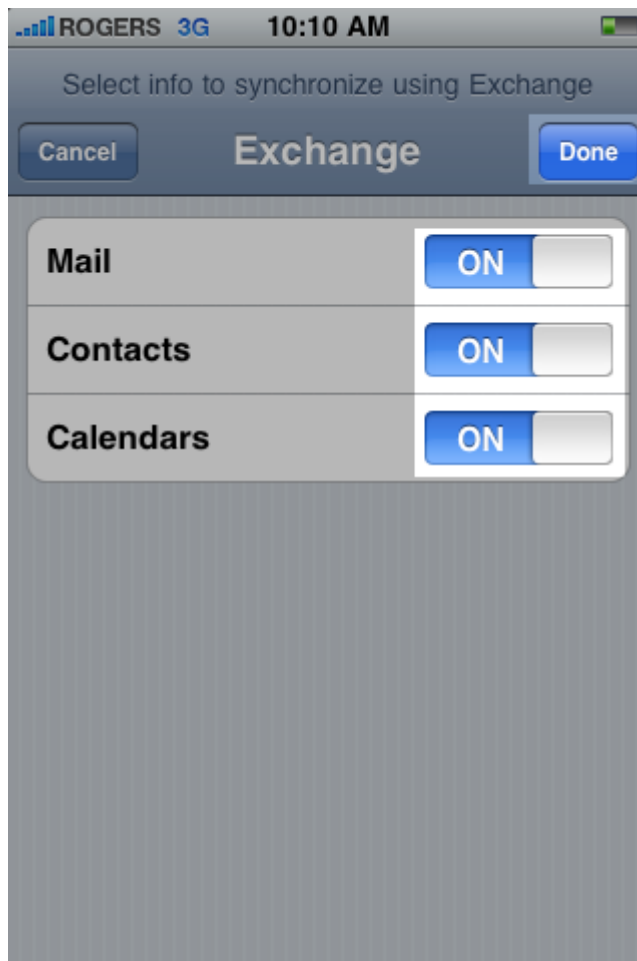 ROGERS 3G 10:10 AM
Select info to synchronize using Exchange
Cancel Exchange Done
Mail ON
Contacts ON
Calendars ON